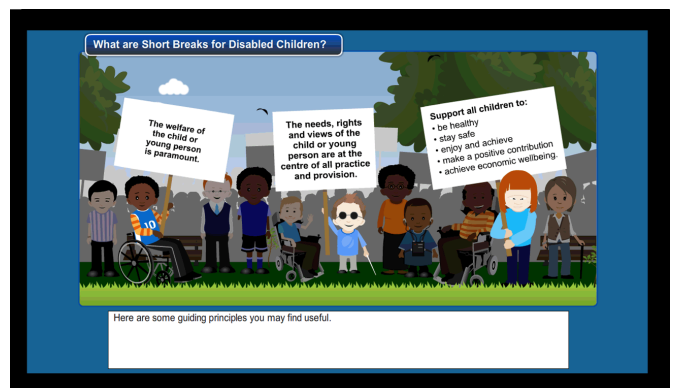 What are Short Breaks for Disabled Children?
The welfare of
the child or
young person
is paramount.
The needs, rights
and views of the
child or young
person are at the
centre of all practice
and provision.
Support all children to:
• be healthy
• stay safe
• enjoy and achieve
• make a positive contribution
• achieve economic wellbeing.
10
Here are some guiding principles you may find useful.